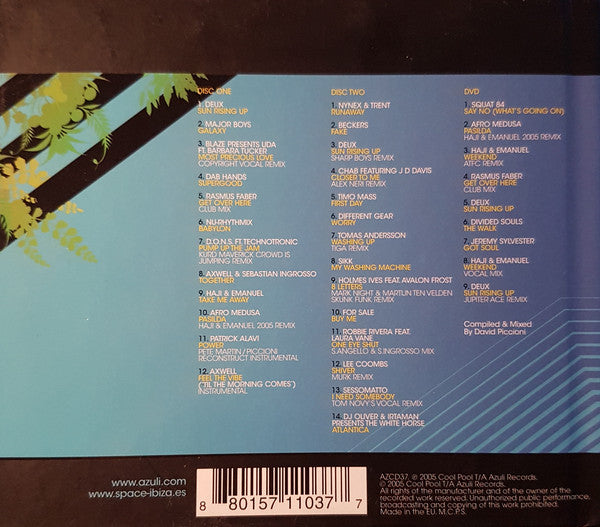 DISC ONE
1. DEUX
SUN RISING UP
2. MAJOR BOYS
GALAXY
3. BLAZE PRESENTS UDA
FT. BARBARA TUCKER
MOST PRECIOUS LOVE
COPYRIGHT VOCAL REMIX
4. DAB HANDS
SUPERGOOD
5. RASMUS FABER
GET OVER HERE
CLUB MIX
6. NU-RHYTHMIX
BABYLON
7. D.O.N.S. FT. TECHNOTRONIC
PUMP UP THE JAM
KURD MAVERICK CROWD IS
JUMPING REMIX
8. AXWELL & SEBASTIAN INGROSSO
TOGETHER
9. HAJI & EMANUEL
TAKE ME AWAY
10. AFRO MEDUSA
PASILDA
HAJI & EMANUEL 2005 REMIX
11. PATRICK ALAVI
POWER
PETE MARTIN / PICCIONI
RECONSTRUCT INSTRUMENTAL
12. AXWELL
FEEL THE VIBE
('TIL THE MORNING COMES')
INSTRUMENTAL
DISC TWO
1. NYNEX & TRENT
RUNAWAY
2. BECKERS
FAKE
3. DEUX
SUN RISING UP
SHARP BOYS REMIX
4. CHAB FEATURING J D DAVIS
CLOSER TO ME
ALEX NERI REMIX
5. TIMO MASS
FIRST DAY
6. DIFFERENT GEAR
WORRY
7. TOMAS ANDERSSON
WASHING UP
TIGA REMIX
8. SIKK
MY WASHING MACHINE
9. HOLMES IVES FEAT. AVALON FROST
8 LETTERS
MARK NIGHT & MARTIJN TEN VELDEN
SKUNK FUNK REMIX
10. FOR SALE
BUY ME
11. ROBBIE RIVERA FEAT.
LAURA VANE
ONE EYE SHUT
S.ANGELLO & S.INGROSSO MIX
12. LEE COOMBS
SHIVER
MURK REMIX
13. SESSOMATTO
I NEED SOMEBODY
TOM NOVY'S VOCAL REMIX
14. DJ OLIVER & IRTAMAN
PRESENTS THE WHITE HORSE
ATLANTICA
DVD
1. SQUAT 84
SAY NO (WHAT'S GOING ON)
2. AFRO MEDUSA
PASILDA
HAJI & EMANUEL 2005 REMIX
3. HAJI & EMANUEL
WEEKEND
ATFC REMIX
4. RASMUS FABER
GET OVER HERE
CLUB MIX
5. DEUX
SUN RISING UP
6. DIVIDED SOULS
THE WALK
7. JEREMY SYLVESTER
GOT SOUL
8. HAJI & EMANUEL
WEEKEND
VOCAL MIX
9. DEUX
SUN RISING UP
JUPITER ACE REMIX
Compiled & Mixed
By David Piccioni
www.azuli.com
www.space-ibiza.es
8 80157 11037 7
AZCD37. ℗ 2005 Cool Pool T/A Azuli Records.
© 2005 Cool Pool T/A Azuli Records.
All rights of the manufacturer and of the owner of the
recorded work reserved. Unauthorized public performance,
broadcasting and copying of this work prohibited.
Made in the EU. M.C.P.S.